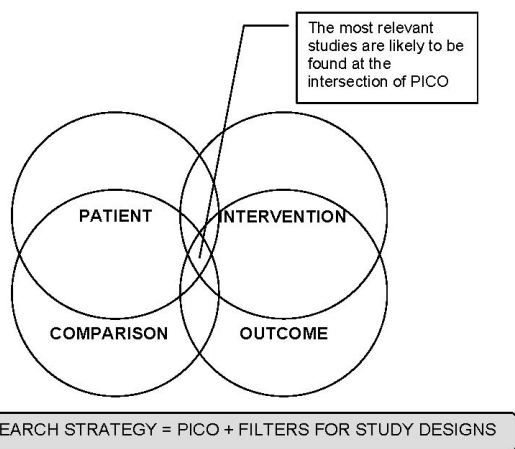 The most relevant
studies are likely to be
found at the
intersection of PICO
PATIENT
INTERVENTION
COMPARISON
OUTCOME
EARCH STRATEGY = PICO + FILTERS FOR STUDY DESIGNS